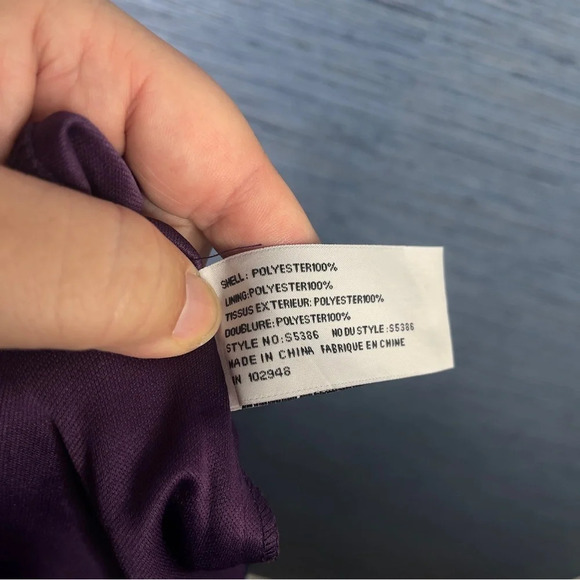 SHELL: POLYESTER100%
LINING:POLYESTER100%
TISSUS EXTERIEUR: POLYESTER100%
DOUBLURE:POLYESTER100%
STYLE NO:S5386 NO DU STYLE:S5386
MADE IN CHINA FABRIQUE EN CHINE
102948